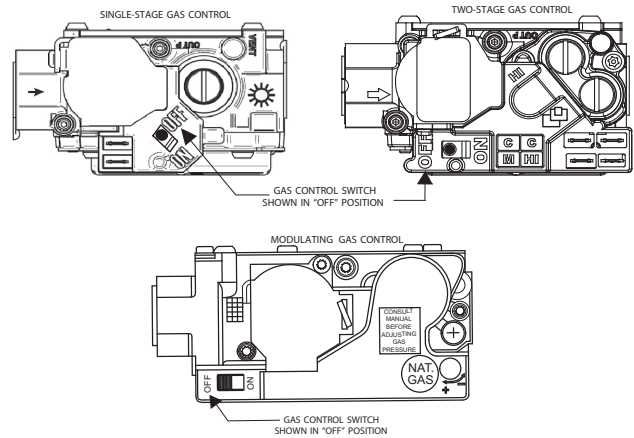 SINGLE-STAGE GAS CONTROL
OUT P
VENT
OFF
ON
TWO-STAGE GAS CONTROL
OUT P
HI
OFF
ON
C C
M HI
GAS CONTROL SWITCH
SHOWN IN "OFF" POSITION
MODULATING GAS CONTROL
CONSULT
MANUAL
BEFORE
ADJUSTING
GAS
PRESSURE
NAT.
GAS
+ −
OFF
ON
GAS CONTROL SWITCH
SHOWN IN "OFF" POSITION